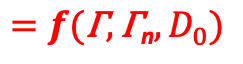 = f(Γ, Γn, D0)